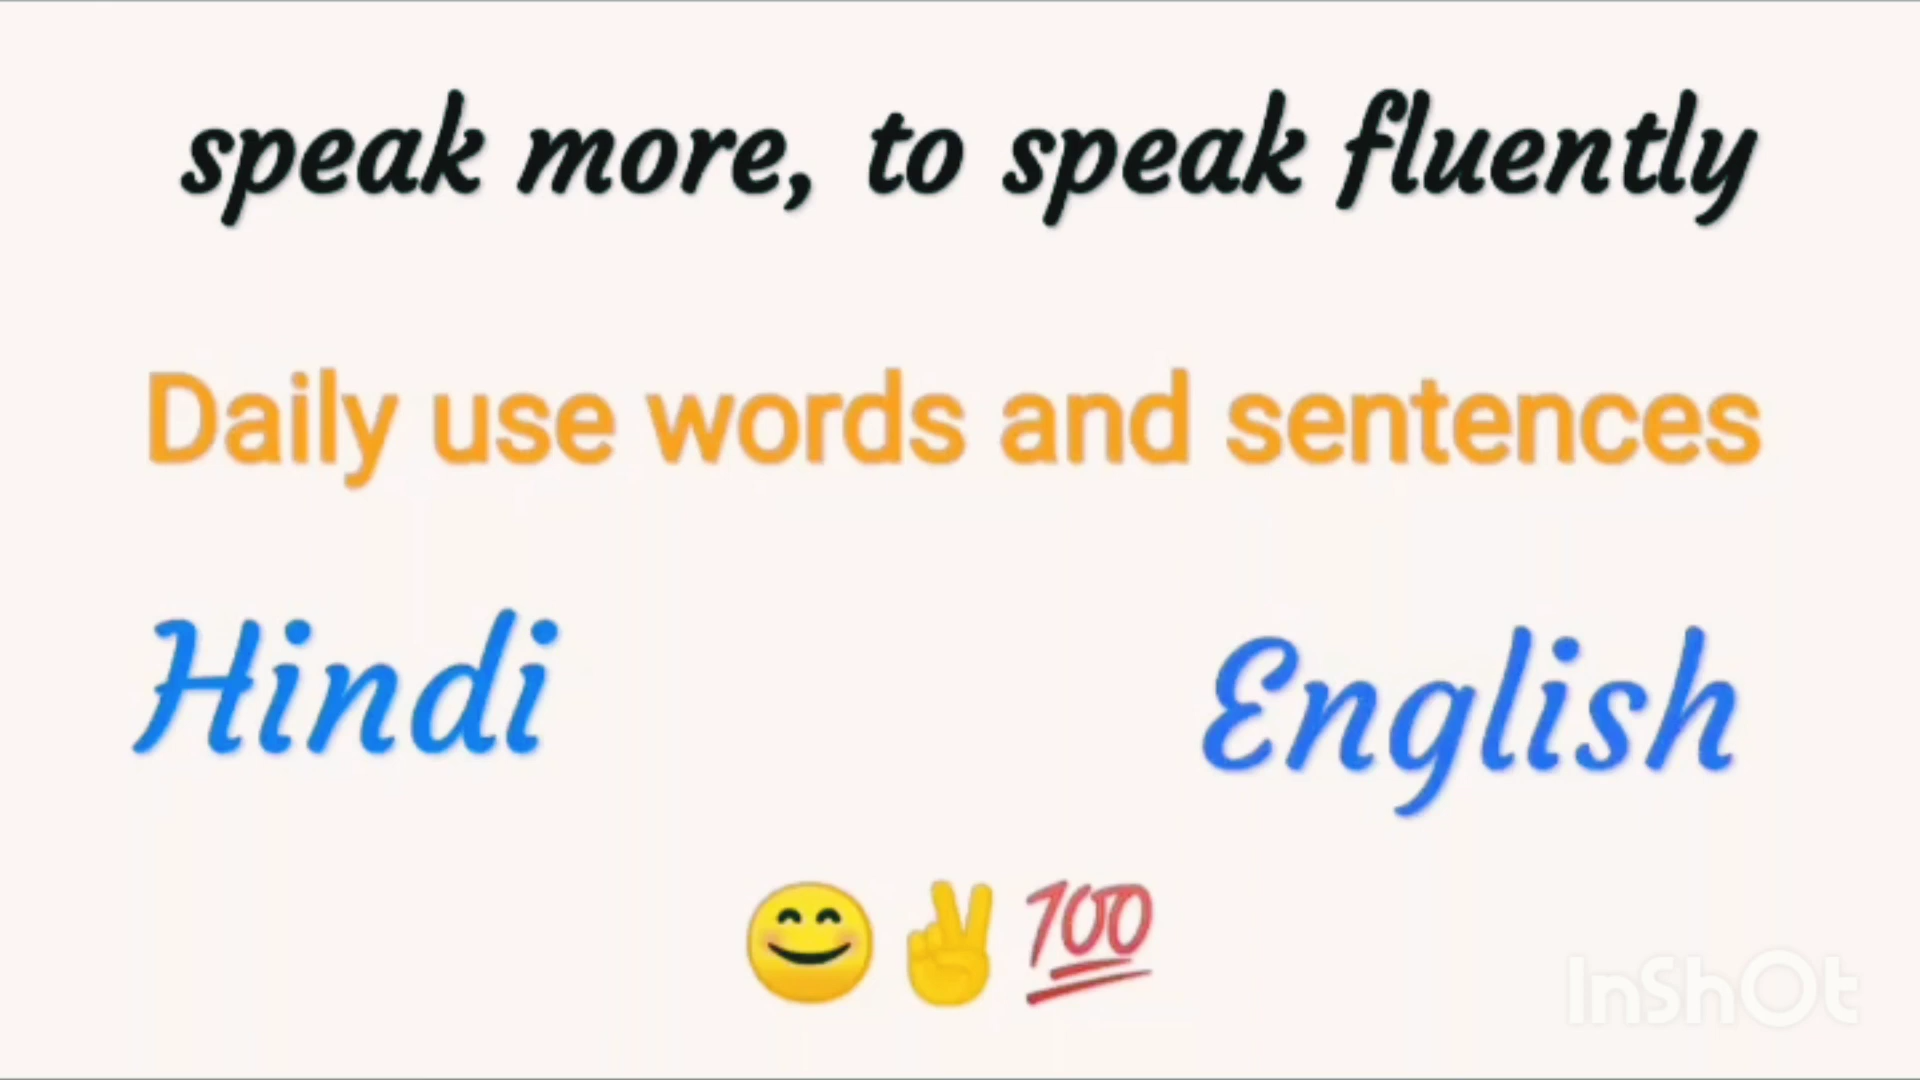 speak more, to speak fluently
Daily use words and sentences
Hindi English
😊✌️💯
InShOt